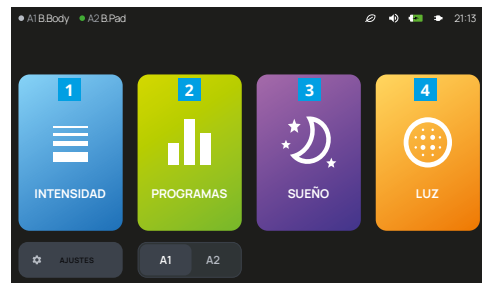 A1 B.Body A2 B.Pad 21:13
1 2 3 4
INTENSIDAD PROGRAMAS SUEÑO LUZ
AJUSTES A1 A2